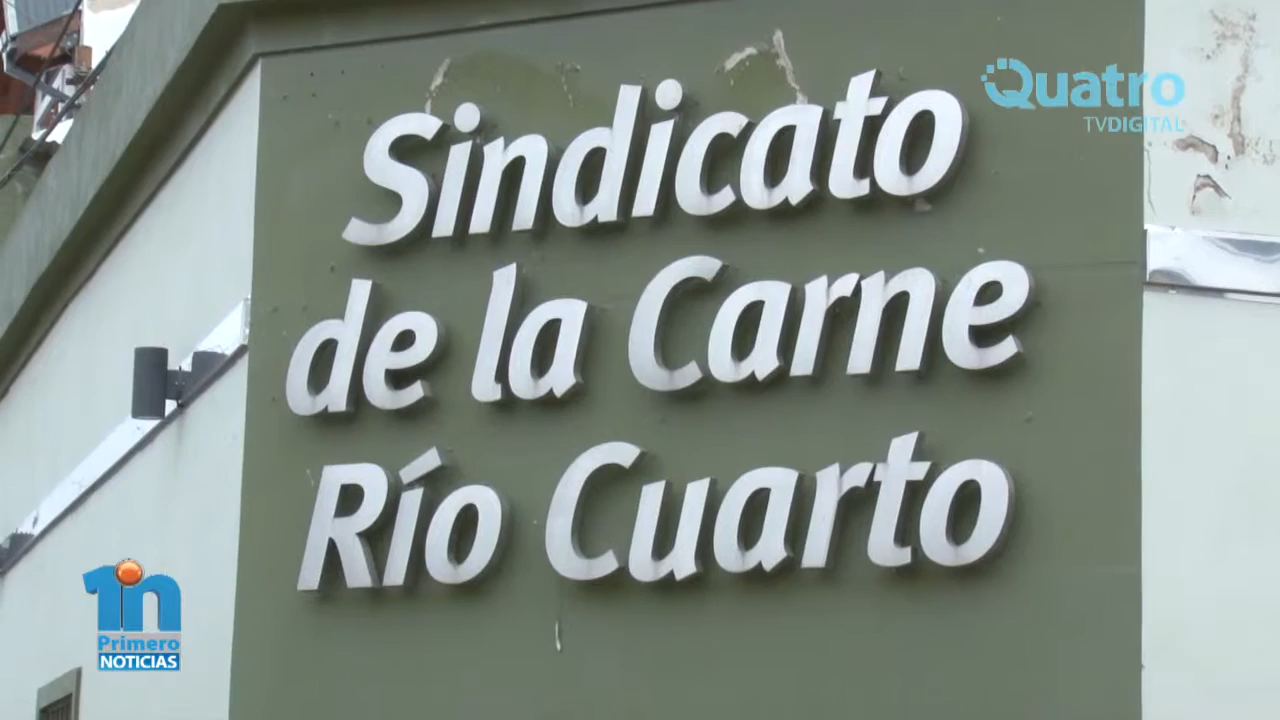 Quatro
TVDIGITAL
Sindicato
de la Carne
Río Cuarto
1n
Primero
NOTICIAS